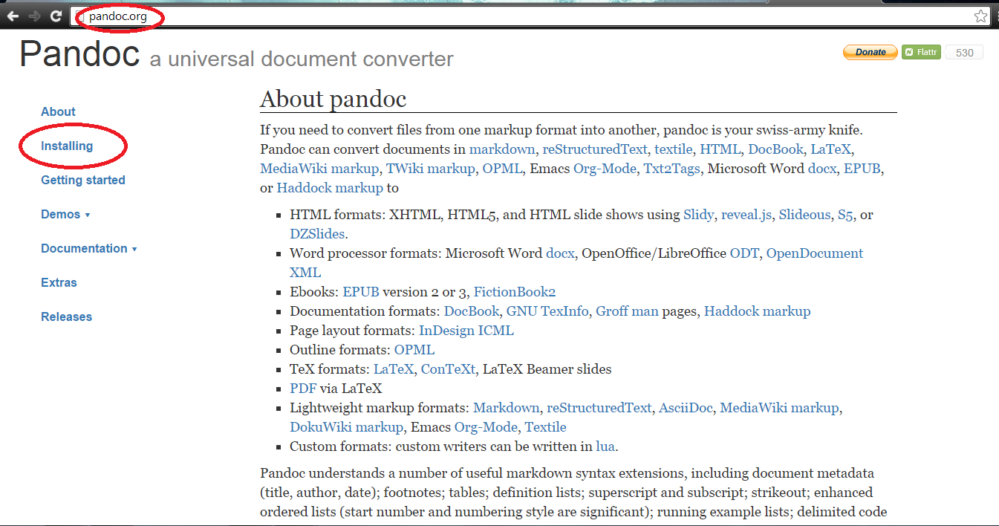 pandoc.org
Pandoc a universal document converter
Donate
Flattr
530
About
Installing
Getting started
Demos
Documentation
Extras
Releases
About pandoc
If you need to convert files from one markup format into another, pandoc is your swiss-army knife.
Pandoc can convert documents in markdown, reStructuredText, textile, HTML, DocBook, LaTeX,
MediaWiki markup, TWiki markup, OPML, Emacs Org-Mode, Txt2Tags, Microsoft Word docx, EPUB,
or Haddock markup to
HTML formats: XHTML, HTML5, and HTML slide shows using Slidy, reveal.js, Slideous, S5, or
DZSlides.
Word processor formats: Microsoft Word docx, OpenOffice/LibreOffice ODT, OpenDocument
XML
Ebooks: EPUB version 2 or 3, FictionBook2
Documentation formats: DocBook, GNU TexInfo, Groff man pages, Haddock markup
Page layout formats: InDesign ICML
Outline formats: OPML
TeX formats: LaTeX, ConTeXt, LaTeX Beamer slides
PDF via LaTeX
Lightweight markup formats: Markdown, reStructuredText, AsciiDoc, MediaWiki markup,
DokuWiki markup, Emacs Org-Mode, Textile
Custom formats: custom writers can be written in lua.
Pandoc understands a number of useful markdown syntax extensions, including document metadata
(title, author, date); footnotes; tables; definition lists; superscript and subscript; strikeout; enhanced
ordered lists (start number and numbering style are significant); running example lists; delimited code